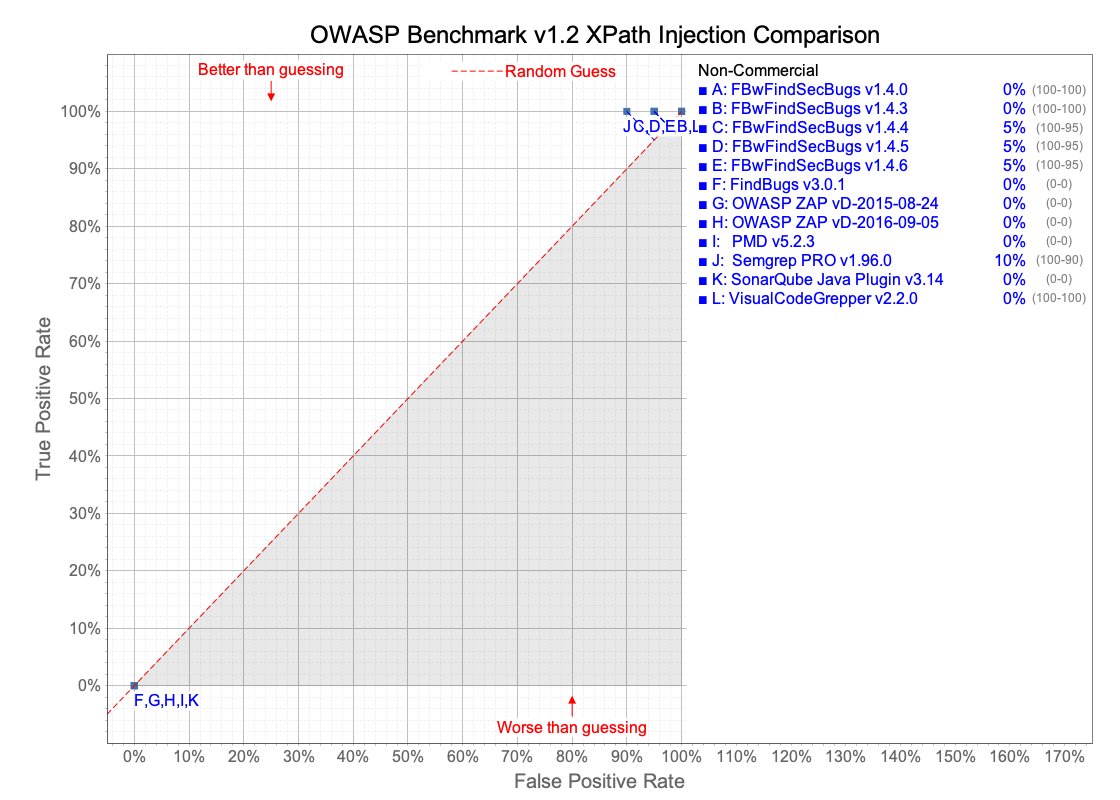 OWASP Benchmark v1.2 XPath Injection Comparison
Better than guessing
Random Guess
Non-Commercial
A: FBwFindSecBugs v1.4.0 0% (100-100)
B: FBwFindSecBugs v1.4.3 0% (100-100)
C: FBwFindSecBugs v1.4.4 5% (100-95)
D: FBwFindSecBugs v1.4.5 5% (100-95)
E: FBwFindSecBugs v1.4.6 5% (100-95)
F: FindBugs v3.0.1 0% (0-0)
G: OWASP ZAP vD-2015-08-24 0% (0-0)
H: OWASP ZAP vD-2016-09-05 0% (0-0)
I: PMD v5.2.3 0% (0-0)
J: Semgrep PRO v1.96.0 10% (100-90)
K: SonarQube Java Plugin v3.14 0% (0-0)
L: VisualCodeGrepper v2.2.0 0% (100-100)
100%
JC,D,EB,L
90%
80%
70%
60%
50%
40%
30%
20%
10%
0%
True Positive Rate
F,G,H,I,K
Worse than guessing
0% 10% 20% 30% 40% 50% 60% 70% 80% 90% 100% 110% 120% 130% 140% 150% 160% 170%
False Positive Rate